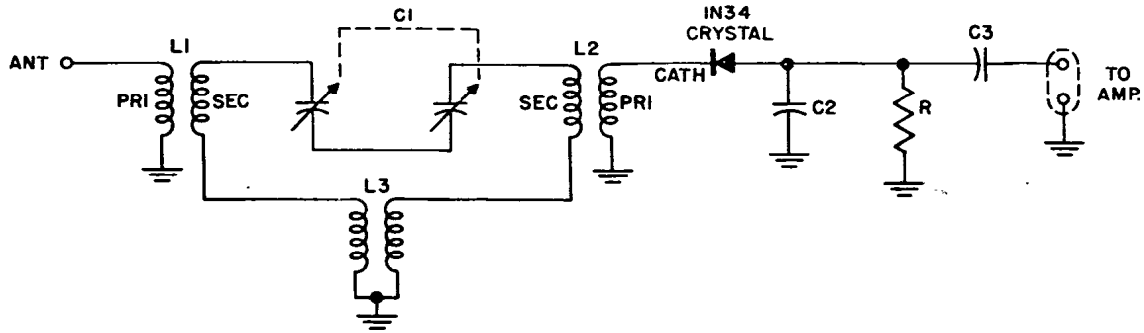 ANT
L1
PRI
SEC
C1
L2
SEC
PRI
1N34
CRYSTAL
CATH
C2
R
C3
TO
AMP.
L3